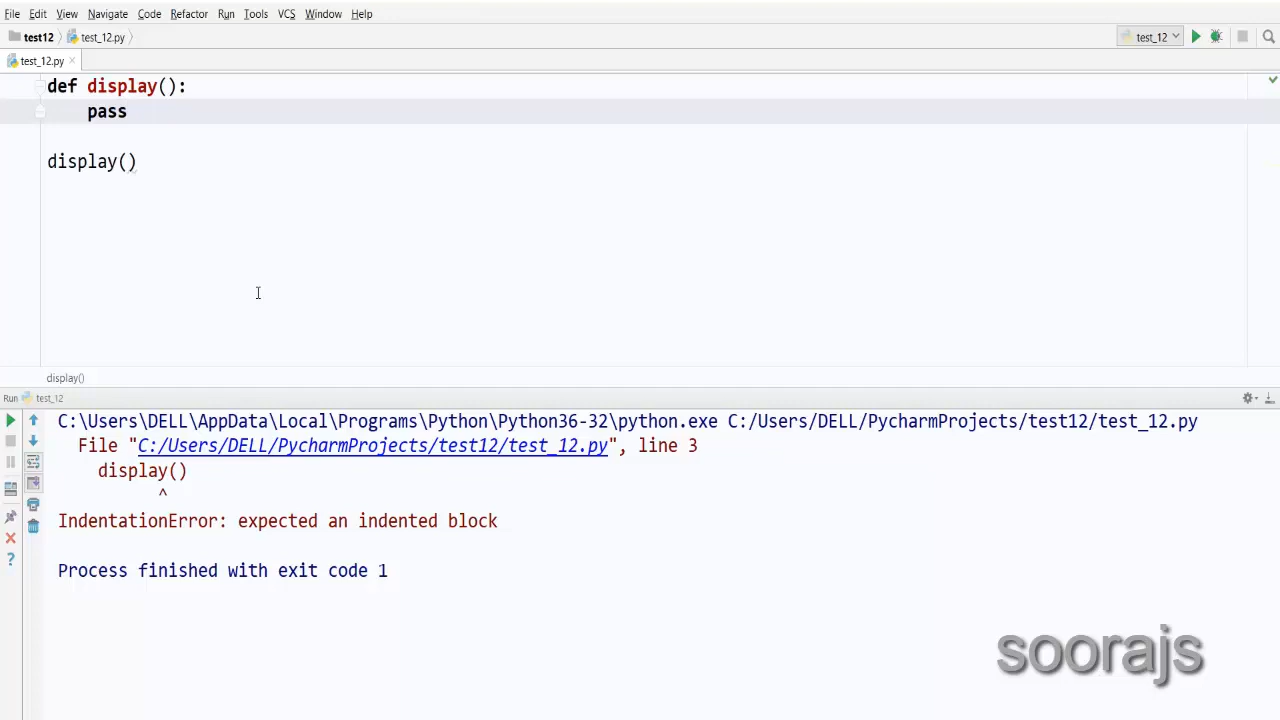 File Edit View Navigate Code Refactor Run Tools VCS Window Help
test12 test_12.py test_12
test_12.py
def display():
pass
display()
display()
Run test_12
C:\Users\DELL\AppData\Local\Programs\Python\Python36-32\python.exe C:/Users/DELL/PycharmProjects/test12/test_12.py
File "C:/Users/DELL/PycharmProjects/test12/test_12.py", line 3
display()
^
IndentationError: expected an indented block
Process finished with exit code 1
soorajs